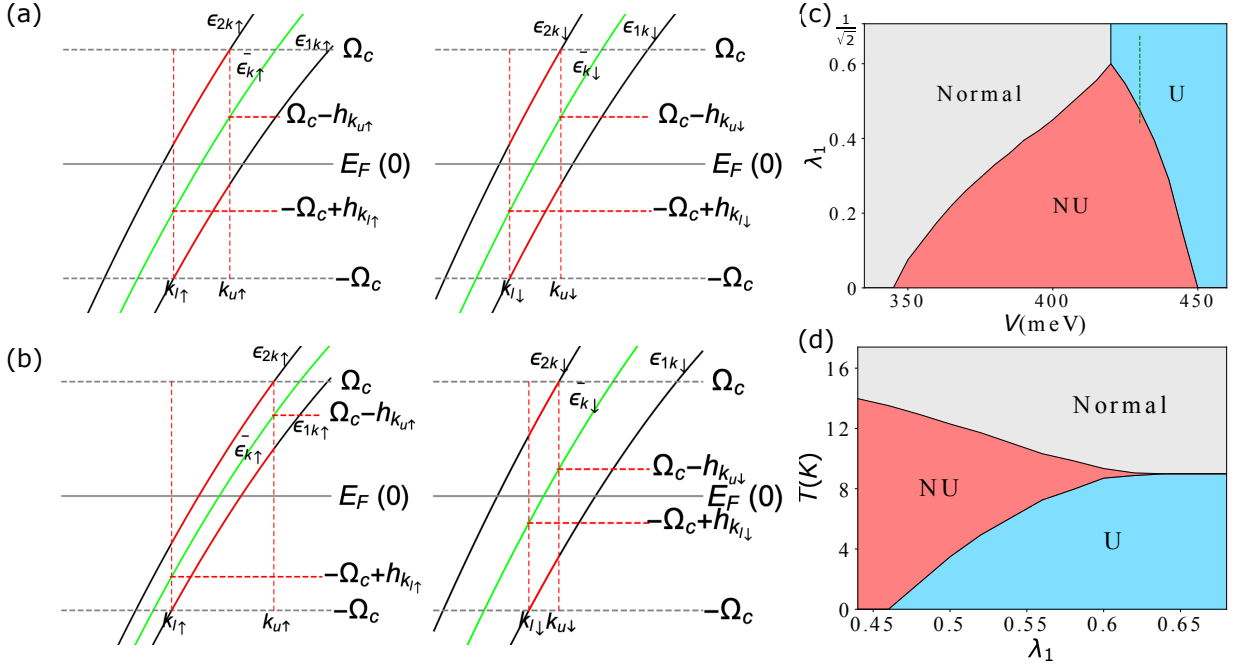 (a)
ϵ2k↑
ϵ1k↑
ϵ̄k↑
Ωc
Ωc−hku↑
EF (0)
−Ωc+hkl↑
−Ωc
kl↑
ku↑
ϵ2k↓
ϵ1k↓
ϵ̄k↓
Ωc
Ωc−hku↓
EF (0)
−Ωc+hkl↓
−Ωc
kl↓
ku↓
(b)
ϵ2k↑
Ωc
Ωc−hku↑
ϵ1k↑
ϵ̄k↑
EF (0)
−Ωc+hkl↑
−Ωc
kl↑
ku↑
ϵ2k↓
ϵ1k↓
ϵ̄k↓
Ωc
Ωc−hku↓
EF (0)
−Ωc+hkl↓
−Ωc
kl↓
ku↓
(c)
1/√2
0.6
0.4
0.2
0
λ1
Normal
U
NU
350
400
450
V(meV)
(d)
16
12
8
4
0
T(K)
Normal
NU
U
0.45
0.5
0.55
0.6
0.65
λ1